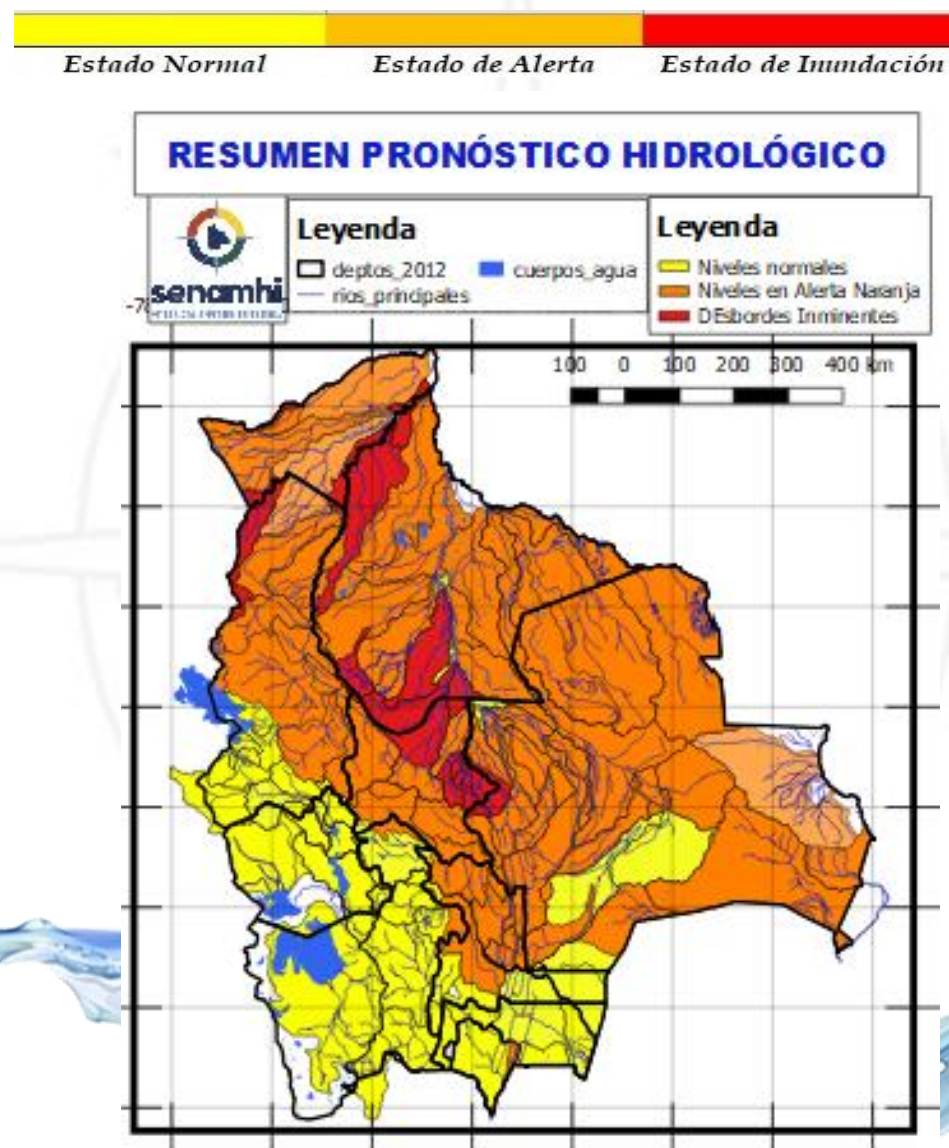 Estado Normal Estado de Alerta Estado de Inundación
RESUMEN PRONÓSTICO HIDROLÓGICO
senamhi
Leyenda
deptos_2012 cuerpos_agua
rios_principales
Leyenda
Niveles normales
Niveles en Alerta Naranja
DEsbordes Inminentes
100 0 100 200 300 400 km